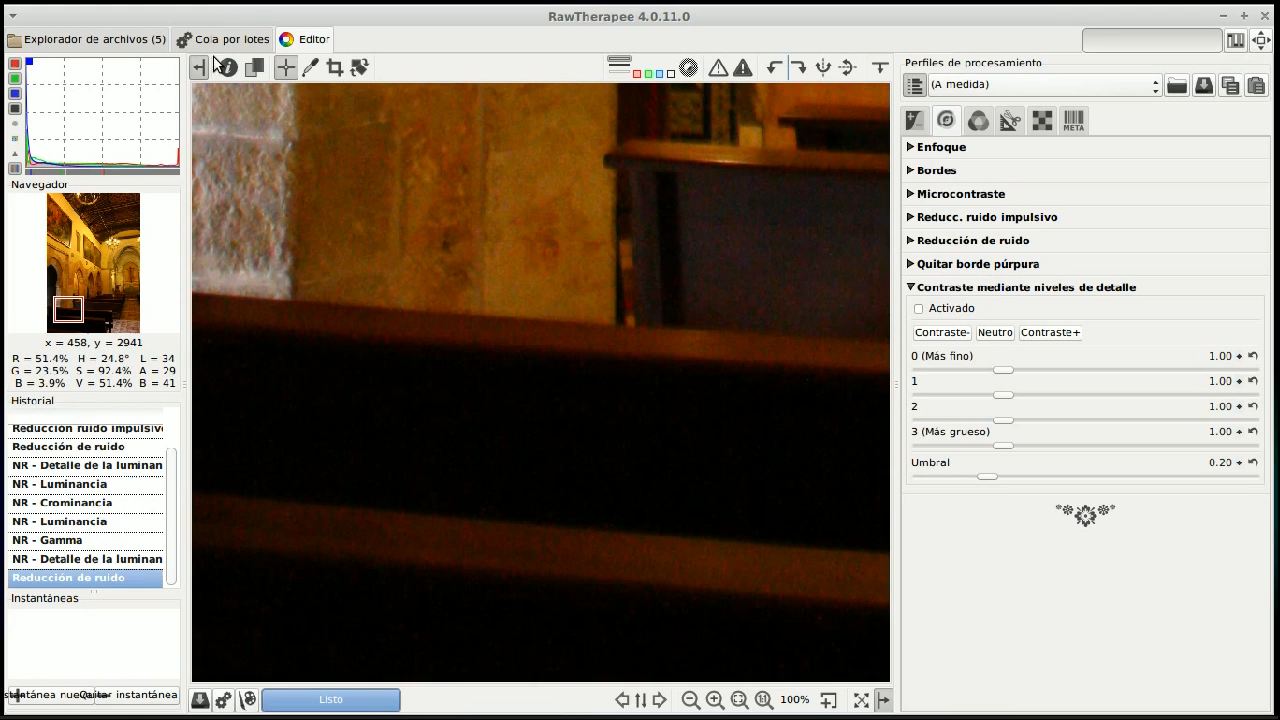 RawTherapee 4.0.11.0
Explorador de archivos (5)
Cola por lotes
Editor
Perfiles de procesamiento
(A medida)
META
Navegador
x = 458, y = 2941
R = 51.4% H = 24.8° L = 34
G = 23.5% S = 92.4% A = 29
B = 3.9% V = 51.4% B = 41
Historial
Reducción ruido impulsivo
Reducción de ruido
NR - Detalle de la luminan
NR - Luminancia
NR - Crominancia
NR - Luminancia
NR - Gamma
NR - Detalle de la luminan
Reducción de ruido
Instantáneas
Quitar instantánea
Listo
100%
Enfoque
Bordes
Microcontraste
Reducc. ruido impulsivo
Reducción de ruido
Quitar borde púrpura
Contraste mediante niveles de detalle
Activado
Contraste- Neutro Contraste+
0 (Más fino) 1.00
1 1.00
2 1.00
3 (Más grueso) 1.00
Umbral 0.20